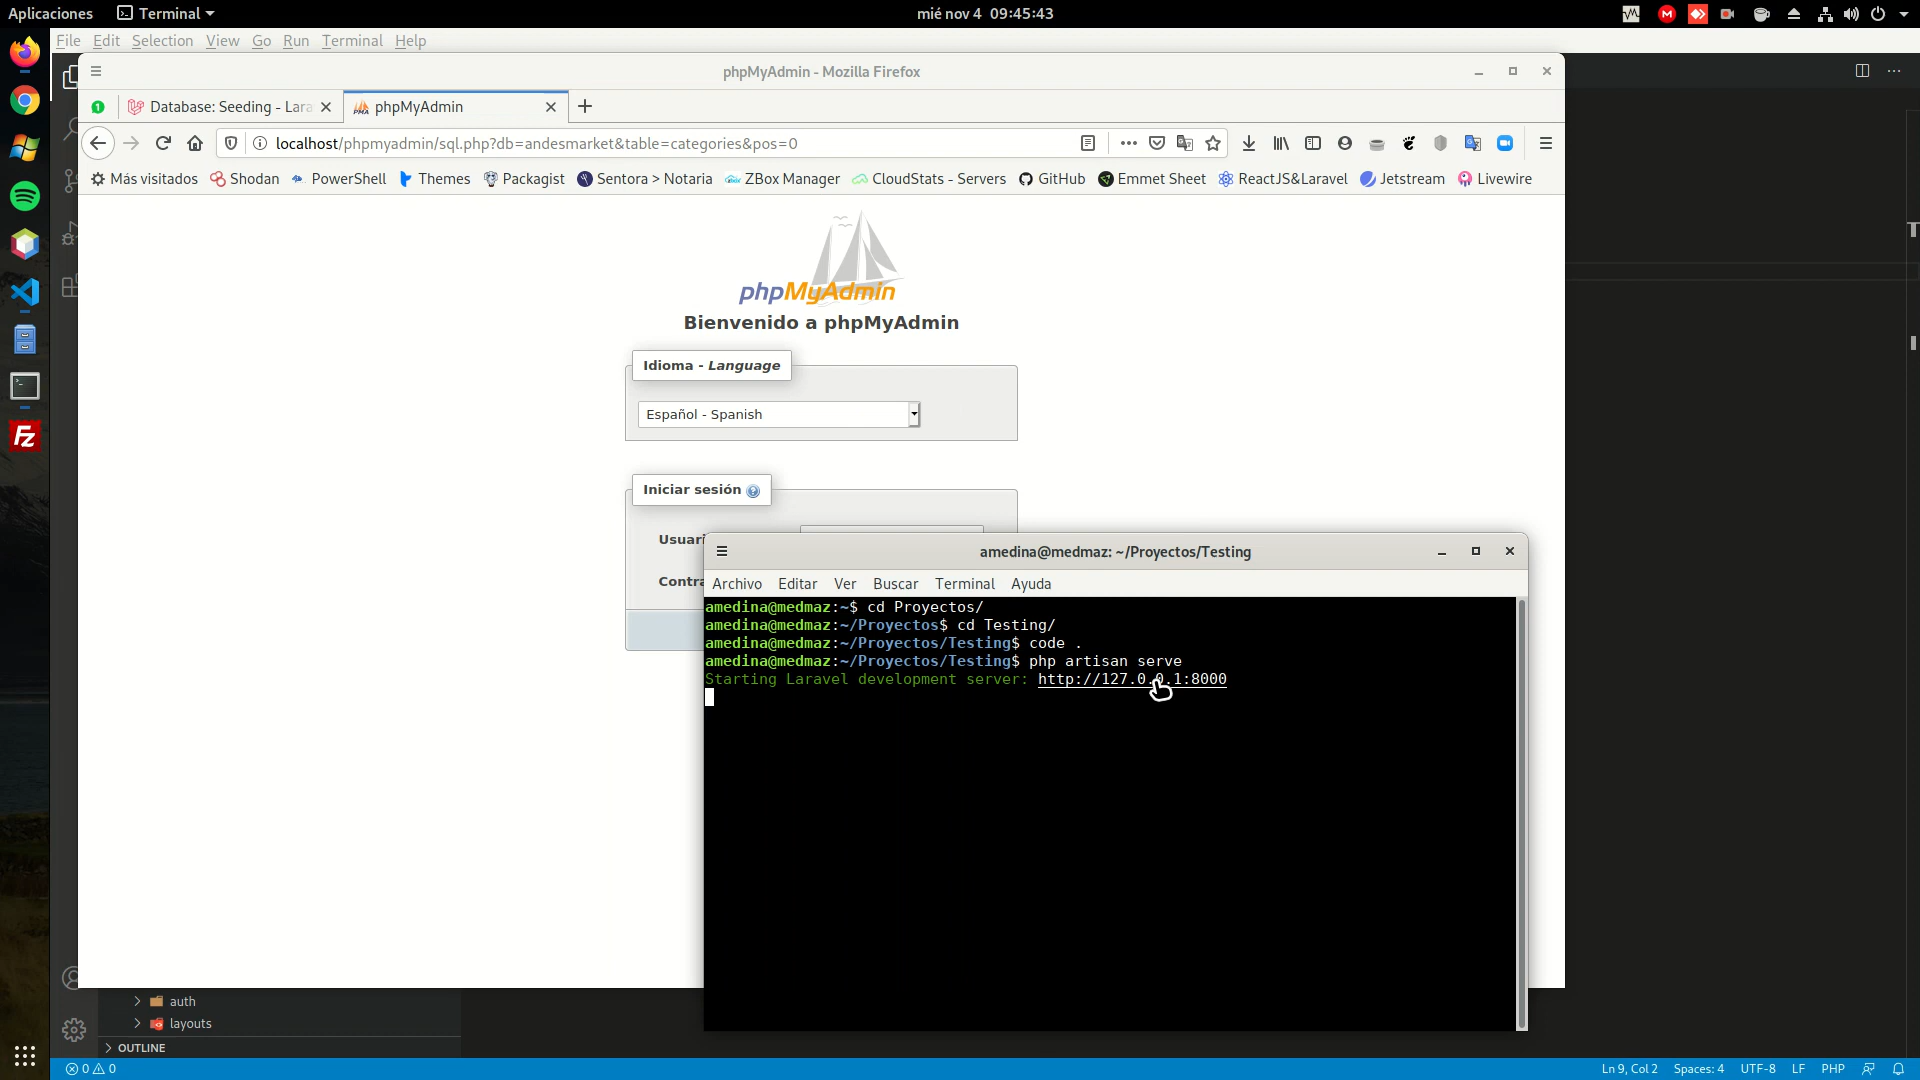 Aplicaciones Terminal mié nov 4 09:45:43
File Edit Selection View Go Run Terminal Help
phpMyAdmin - Mozilla Firefox
1 Database: Seeding - Lara phpMyAdmin
localhost/phpmyadmin/sql.php?db=andesmarket&table=categories&pos=0
Más visitados Shodan PowerShell Themes Packagist Sentora > Notaria ZBox Manager CloudStats - Servers GitHub Emmet Sheet ReactJS&Laravel Jetstream Livewire
phpMyAdmin
Bienvenido a phpMyAdmin
Idioma - Language
Español - Spanish
Iniciar sesión
Usuari
Contra
amedina@medmaz: ~/Proyectos/Testing
Archivo Editar Ver Buscar Terminal Ayuda
amedina@medmaz:~$ cd Proyectos/
amedina@medmaz:~/Proyectos$ cd Testing/
amedina@medmaz:~/Proyectos/Testing$ code .
amedina@medmaz:~/Proyectos/Testing$ php artisan serve
Starting Laravel development server: http://127.0.0.1:8000
auth
layouts
OUTLINE
0 0 Ln 9, Col 2 Spaces: 4 UTF-8 LF PHP